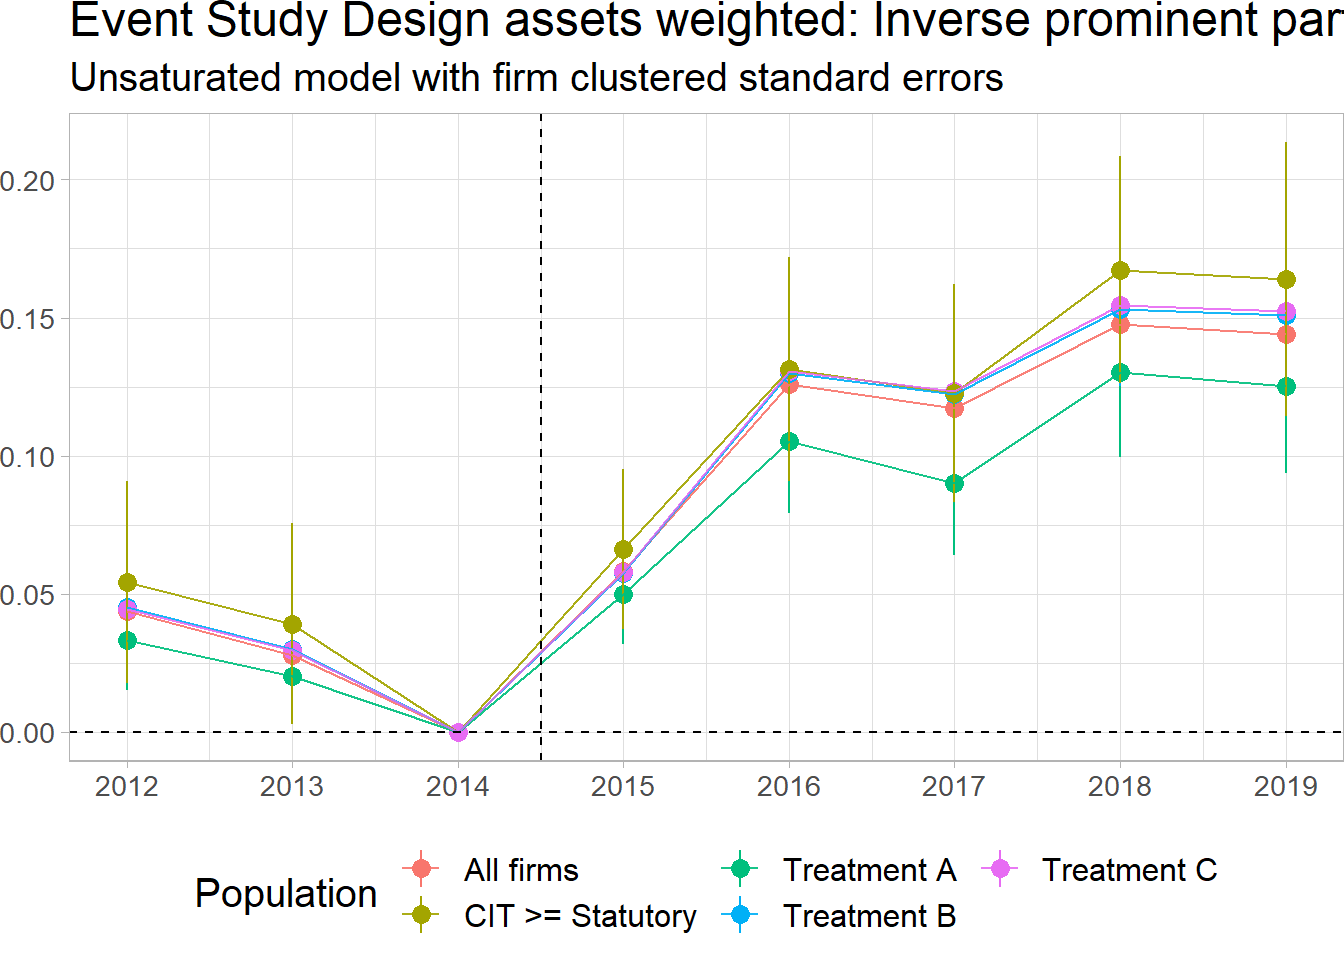 Event Study Design assets weighted: Inverse prominent par
Unsaturated model with firm clustered standard errors
0.20
0.15
0.10
0.05
0.00
2012 2013 2014 2015 2016 2017 2018 2019
Population
All firms
CIT >= Statutory
Treatment A
Treatment B
Treatment C